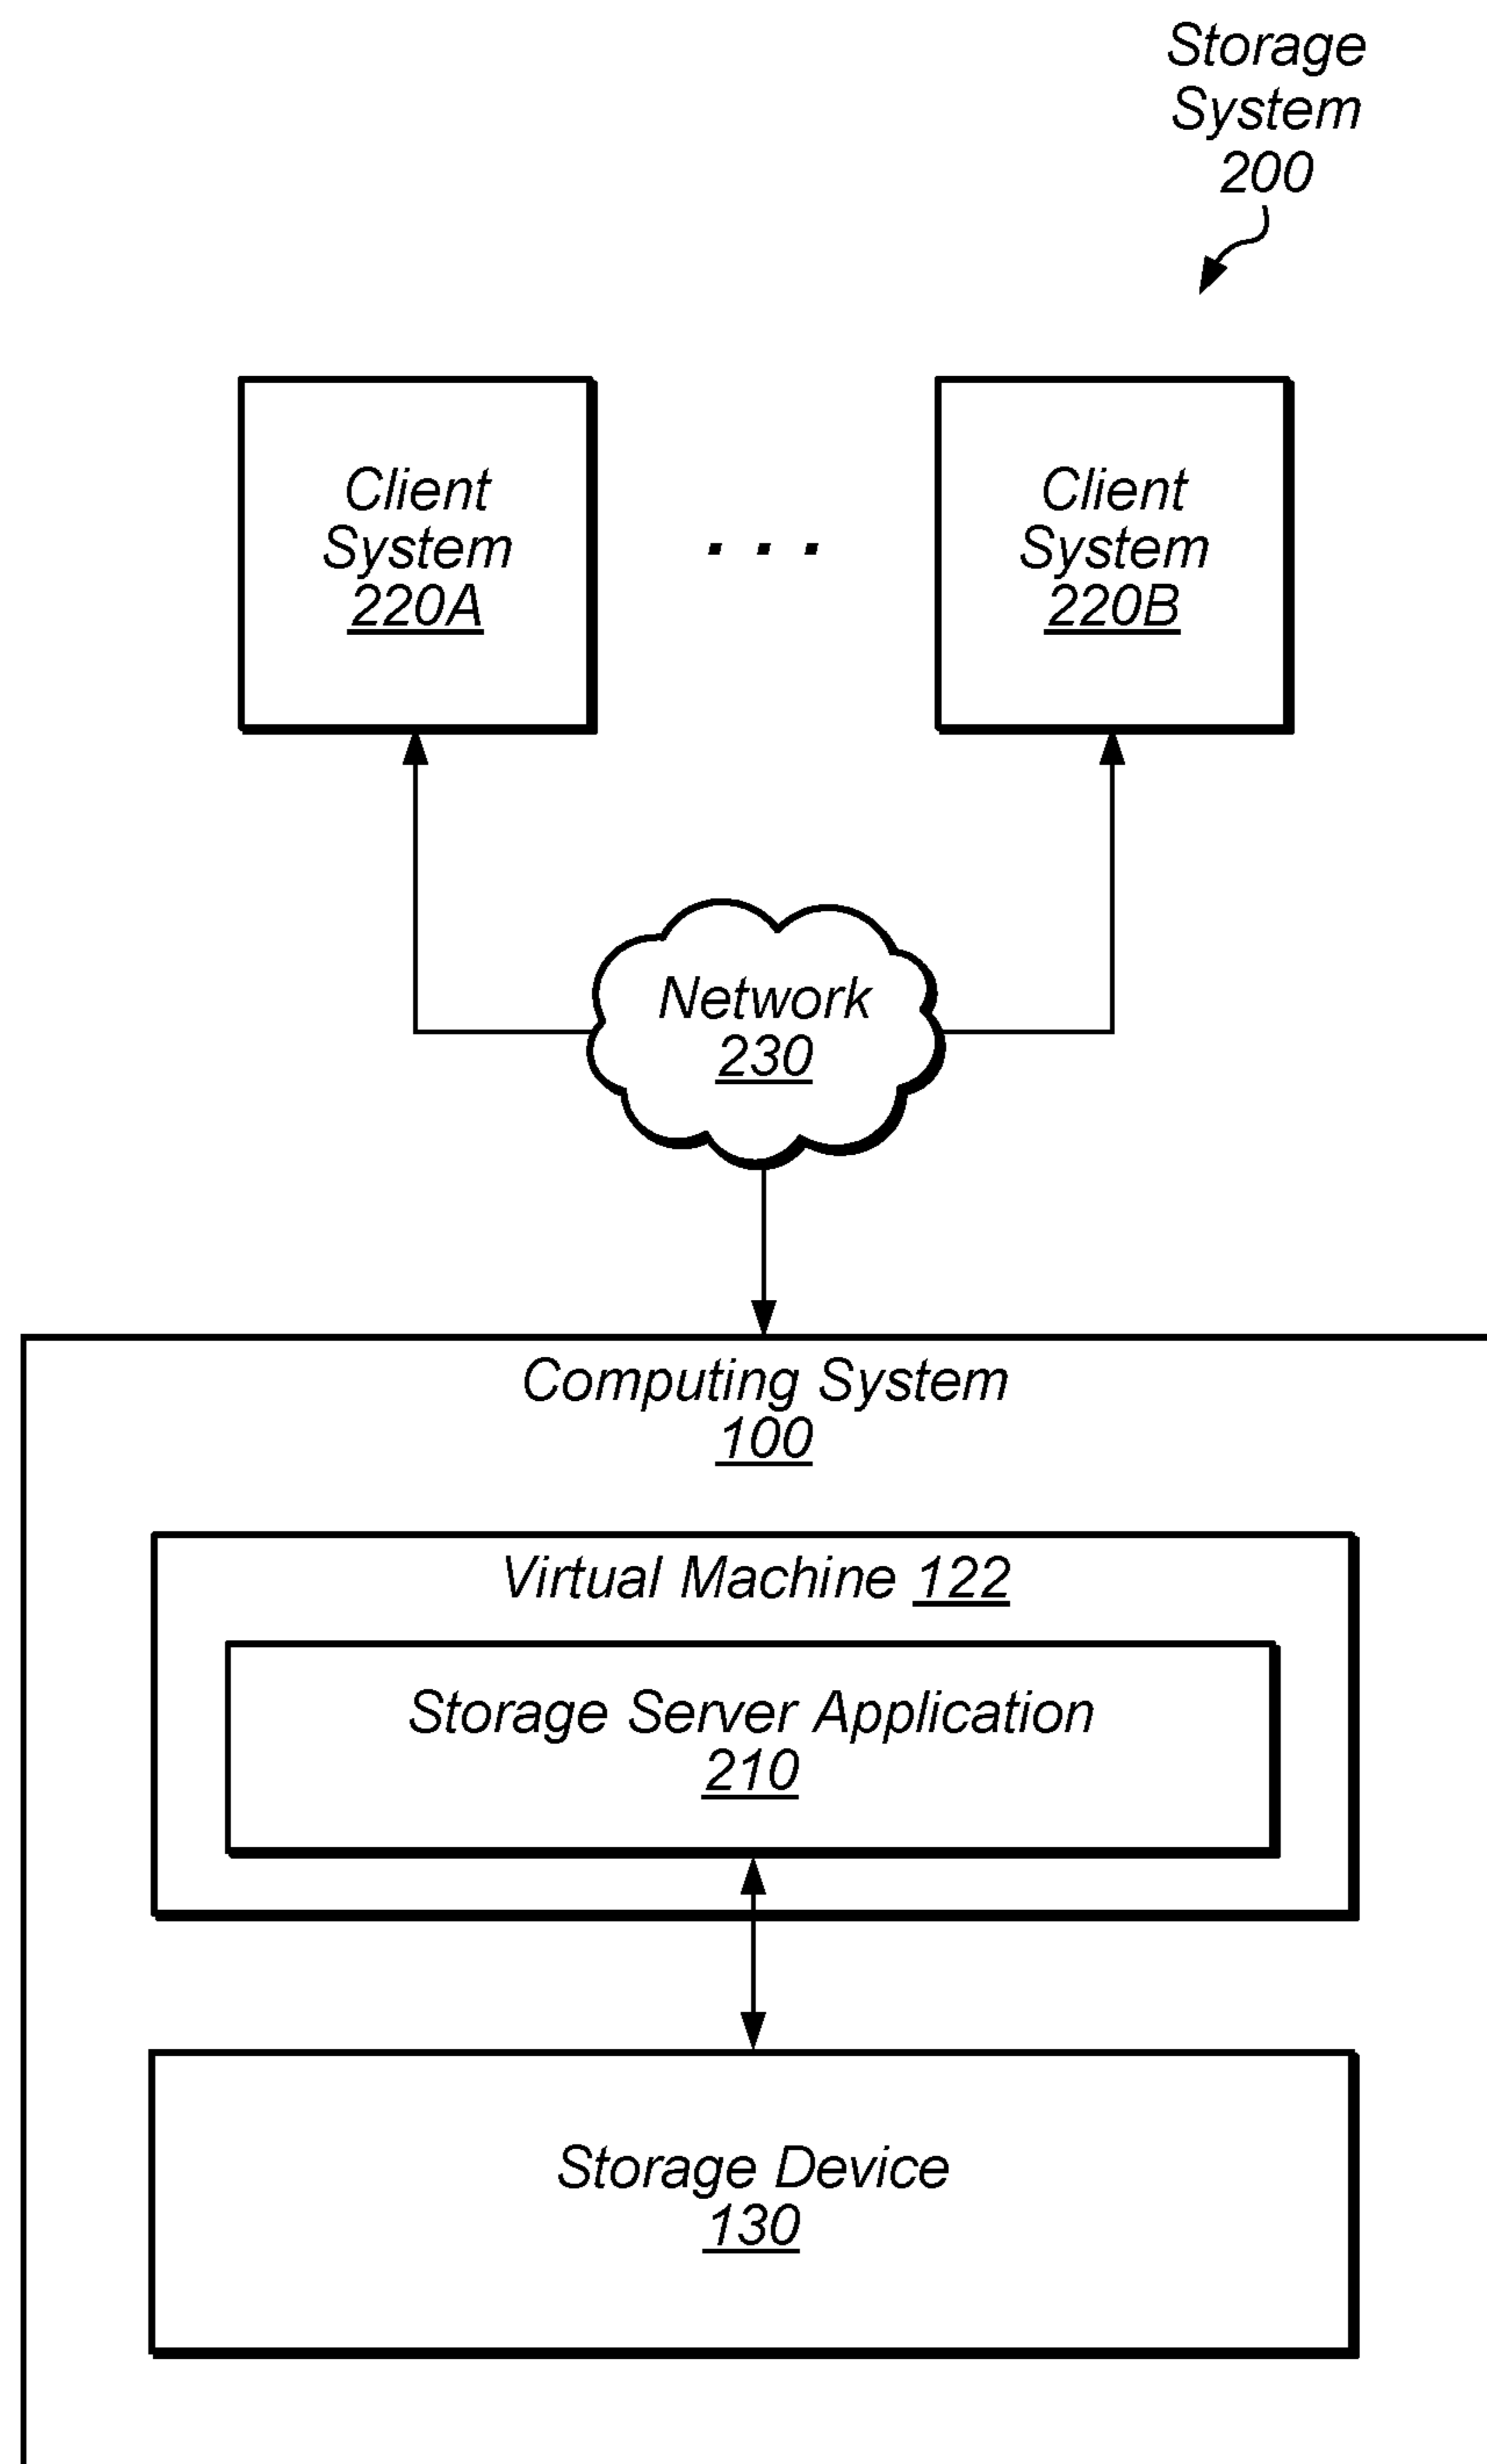 Storage
System
200
Client
System
220A
. . .
Client
System
220B
Network
230
Computing System
100
Virtual Machine 122
Storage Server Application
210
Storage Device
130